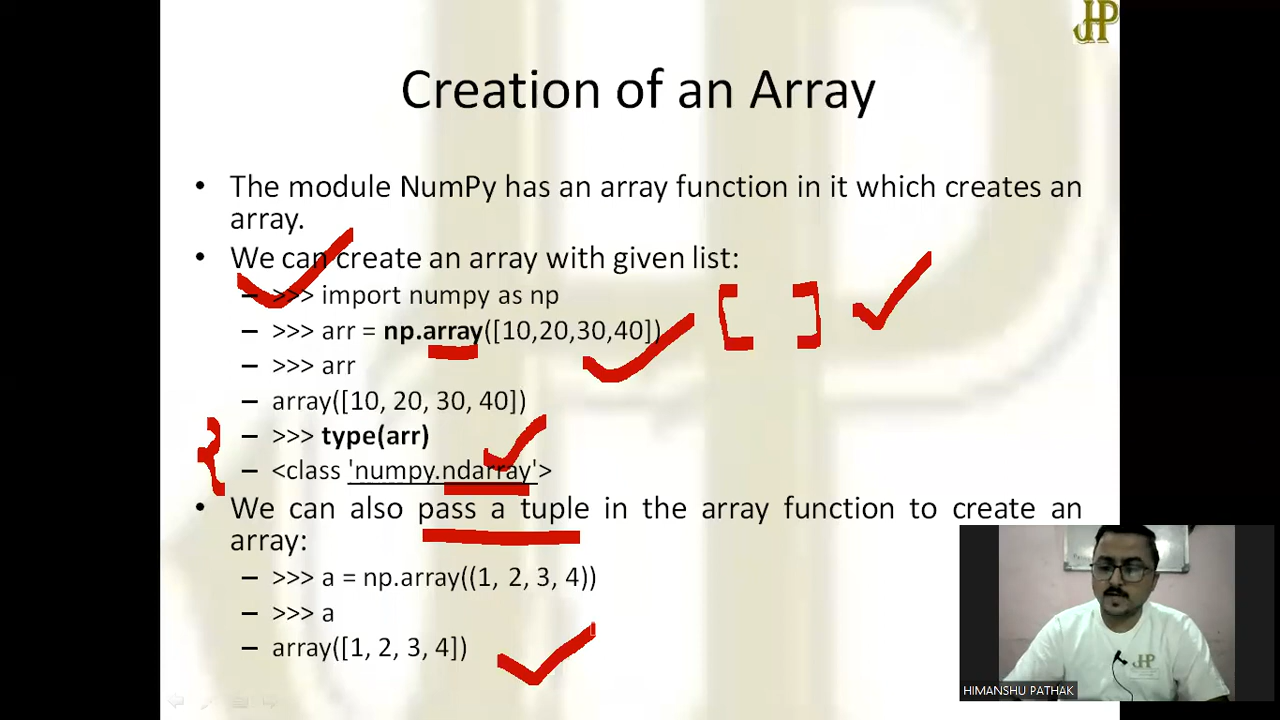 JHP
Creation of an Array
• The module NumPy has an array function in it which creates an
array.
• We can create an array with given list:
– >>> import numpy as np
– >>> arr = np.array([10,20,30,40])
[ ]
– >>> arr
– array([10, 20, 30, 40])
– >>> type(arr)
– <class 'numpy.ndarray'>
• We can also pass a tuple in the array function to create an
array:
– >>> a = np.array((1, 2, 3, 4))
– >>> a
– array([1, 2, 3, 4])
JHP
HIMANSHU PATHAK